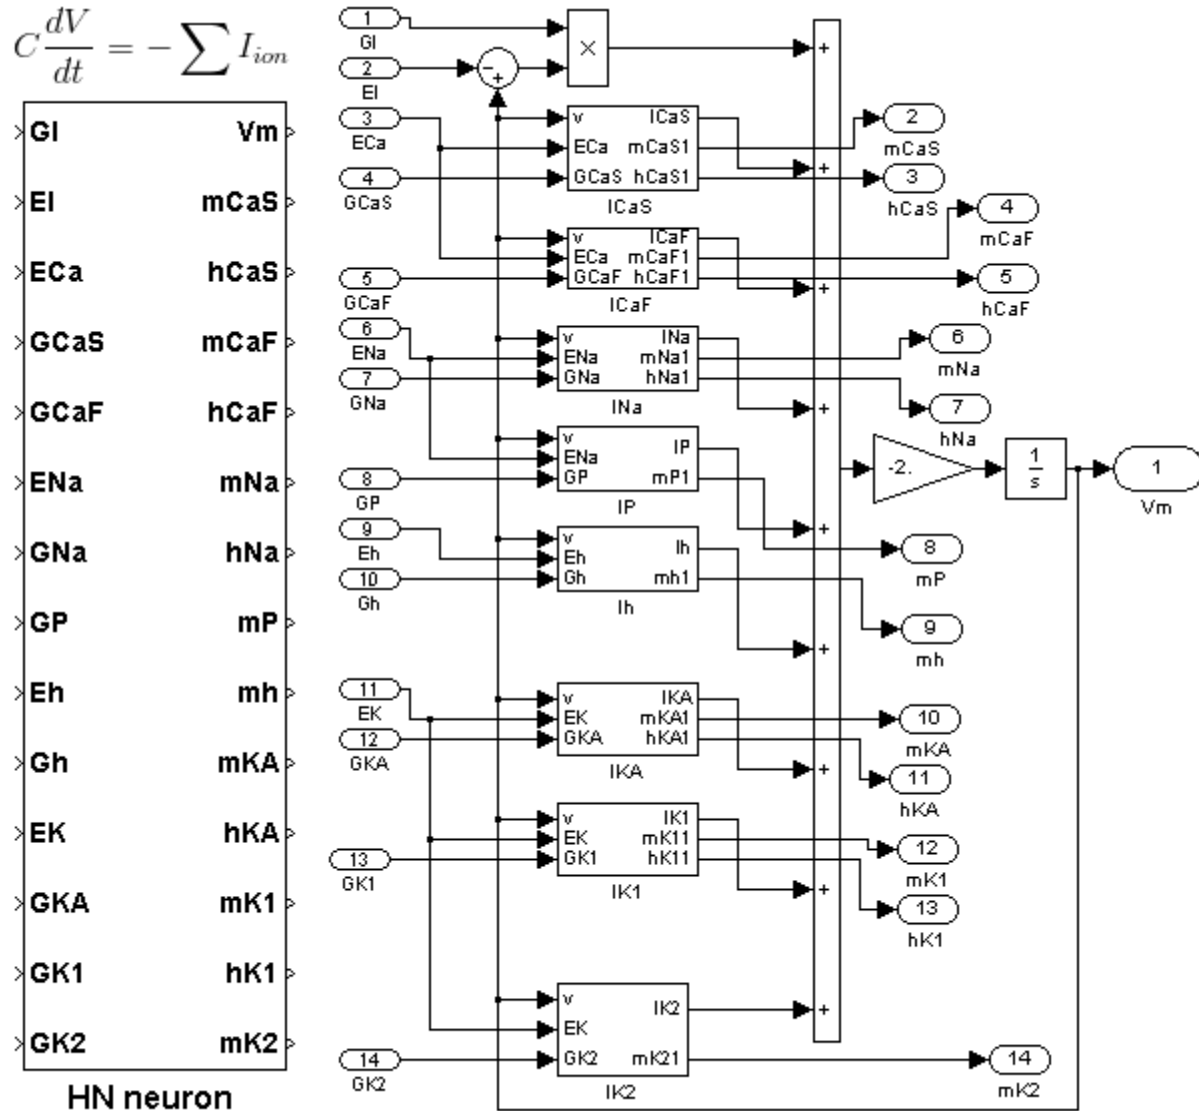 C dV/dt = − ∑ I_ion
GI Vm
EI mCaS
ECa hCaS
GCaS mCaF
GCaF hCaF
ENa mNa
GNa hNa
GP mP
Eh mh
Gh mKA
EK hKA
GKA mK1
GK1 hK1
GK2 mK2
HN neuron
1
GI
2
EI
×
-
+
+
3
ECa
4
GCaS
v ICaS
ECa mCaS1
GCaS hCaS1
ICaS
+
2
mCaS
3
hCaS
4
mCaF
5
GCaF
v ICaF
ECa mCaF1
GCaF hCaF1
ICaF
+
5
hCaF
6
ENa
7
GNa
v INa
ENa mNa1
GNa hNa1
INa
+
6
mNa
7
hNa
8
GP
v
IP
ENa
GP mP1
IP
+
-2.
1
s
1
Vm
8
mP
9
Eh
10
Gh
v
Ih
Eh
Gh mh1
Ih
+
9
mh
11
EK
12
GKA
v IKA
EK mKA1
GKA hKA1
IKA
+
10
mKA
11
hKA
13
GK1
v IK1
EK mK11
GK1 hK11
IK1
+
12
mK1
13
hK1
14
GK2
v
IK2
EK
GK2 mK21
IK2
+
14
mK2